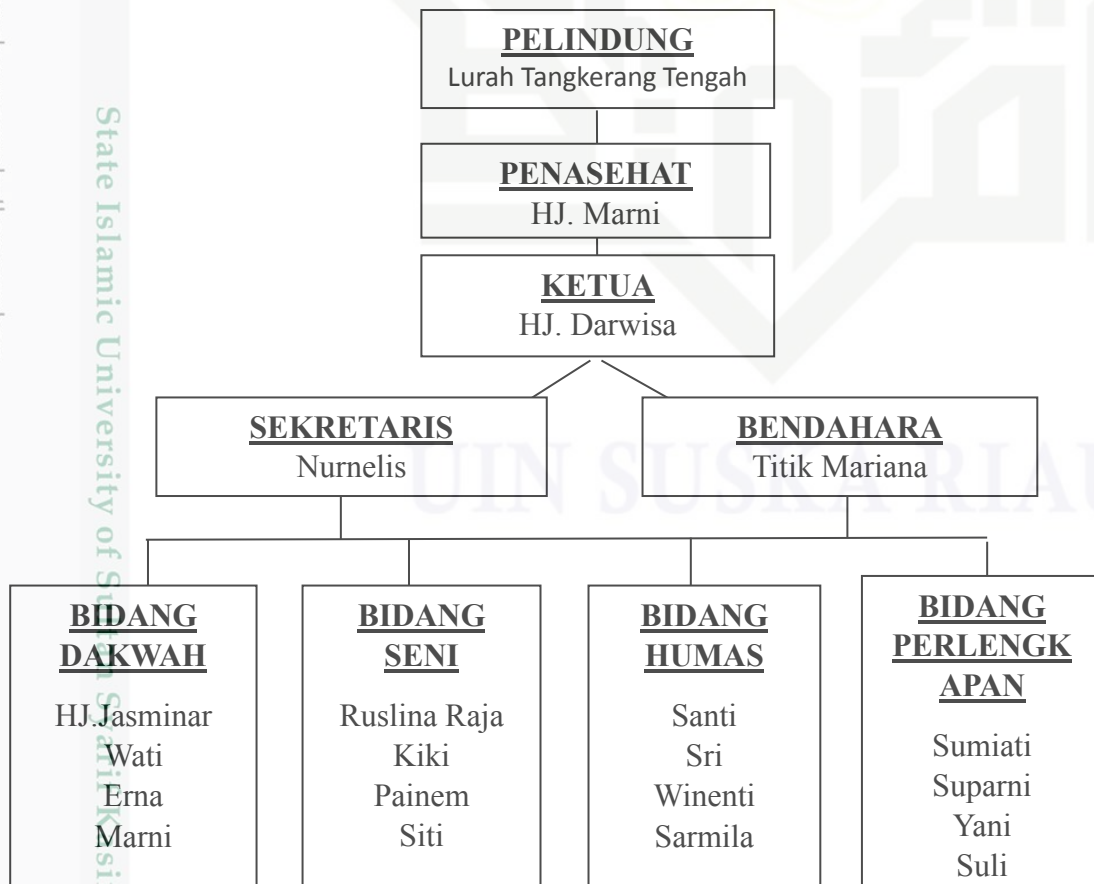 PELINDUNG
Lurah Tangkerang Tengah
PENASEHAT
HJ. Marni
KETUA
HJ. Darwisa
SEKRETARIS
Nurnelis
BENDAHARA
Titik Mariana
BIDANG
DAKWAH
HJ.Jasminar
Wati
Erna
Marni
BIDANG
SENI
Ruslina Raja
Kiki
Painem
Siti
BIDANG
HUMAS
Santi
Sri
Winenti
Sarmila
BIDANG
PERLENGK
APAN
Sumiati
Suparni
Yani
Suli
State Islamic University of Sultan Syarif
UIN SUSKA RIAU